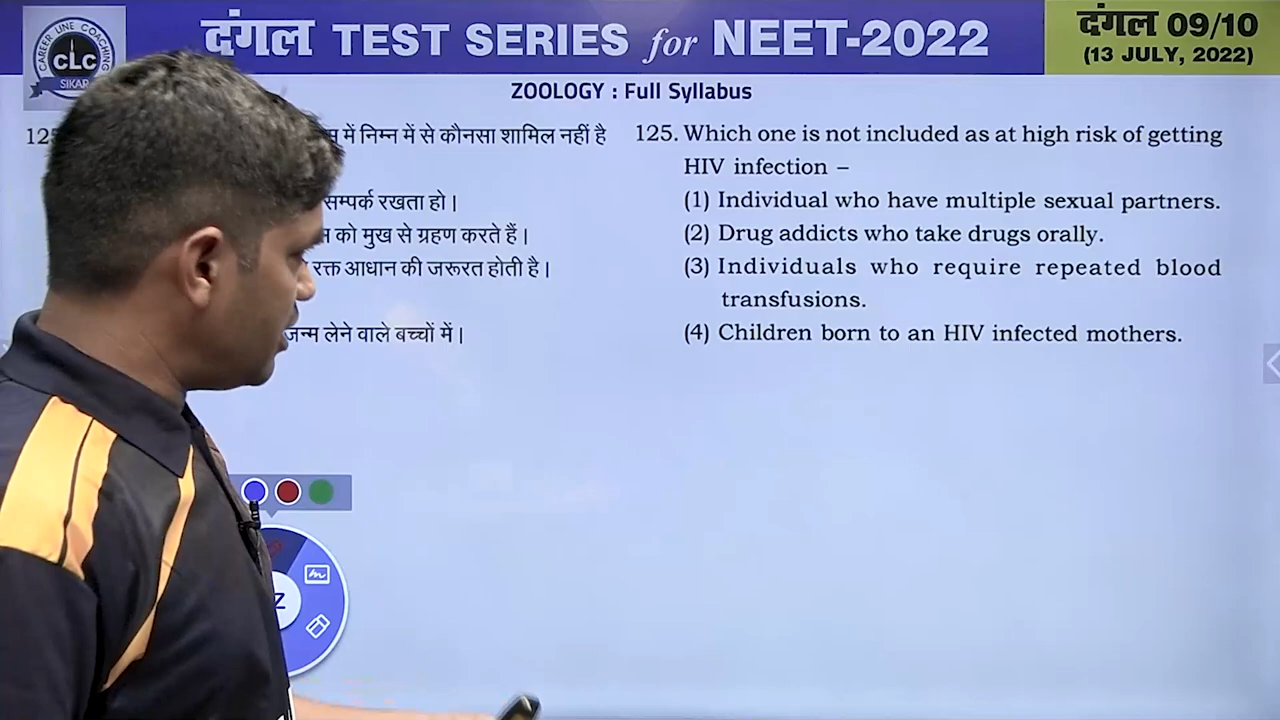 CAREER LINE COACHING
CLC
SIKAR
दंगल TEST SERIES for NEET-2022
दंगल 09/10
(13 JULY, 2022)
ZOOLOGY : Full Syllabus
में निम्न में से कौनसा शामिल नहीं है
सम्पर्क रखता हो।
को मुख से ग्रहण करते हैं।
रक्त आधान की जरूरत होती है।
जन्म लेने वाले बच्चों में।
125. Which one is not included as at high risk of getting
HIV infection –
(1) Individual who have multiple sexual partners.
(2) Drug addicts who take drugs orally.
(3) Individuals who require repeated blood
transfusions.
(4) Children born to an HIV infected mothers.